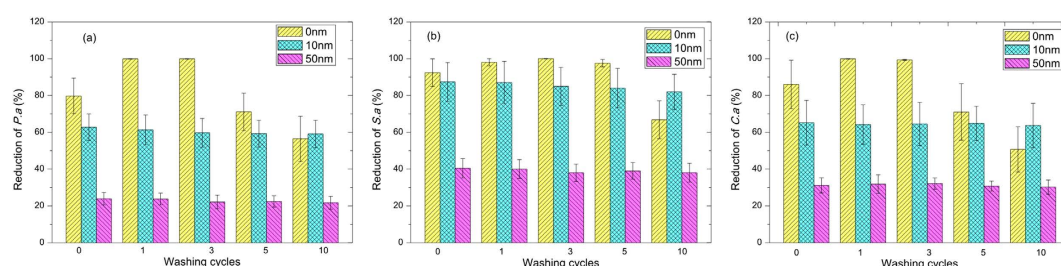 120
100
80
60
40
20
0
Reduction of P.a (%)
(a)
0nm
10nm
50nm
0 1 3 5 10
Washing cycles
120
100
80
60
40
20
0
Reduction of S.a (%)
(b)
0nm
10nm
50nm
0 1 3 5 10
Washing cycles
120
100
80
60
40
20
0
Reduction of C.a (%)
(c)
0nm
10nm
50nm
0 1 3 5 10
Washing cycles